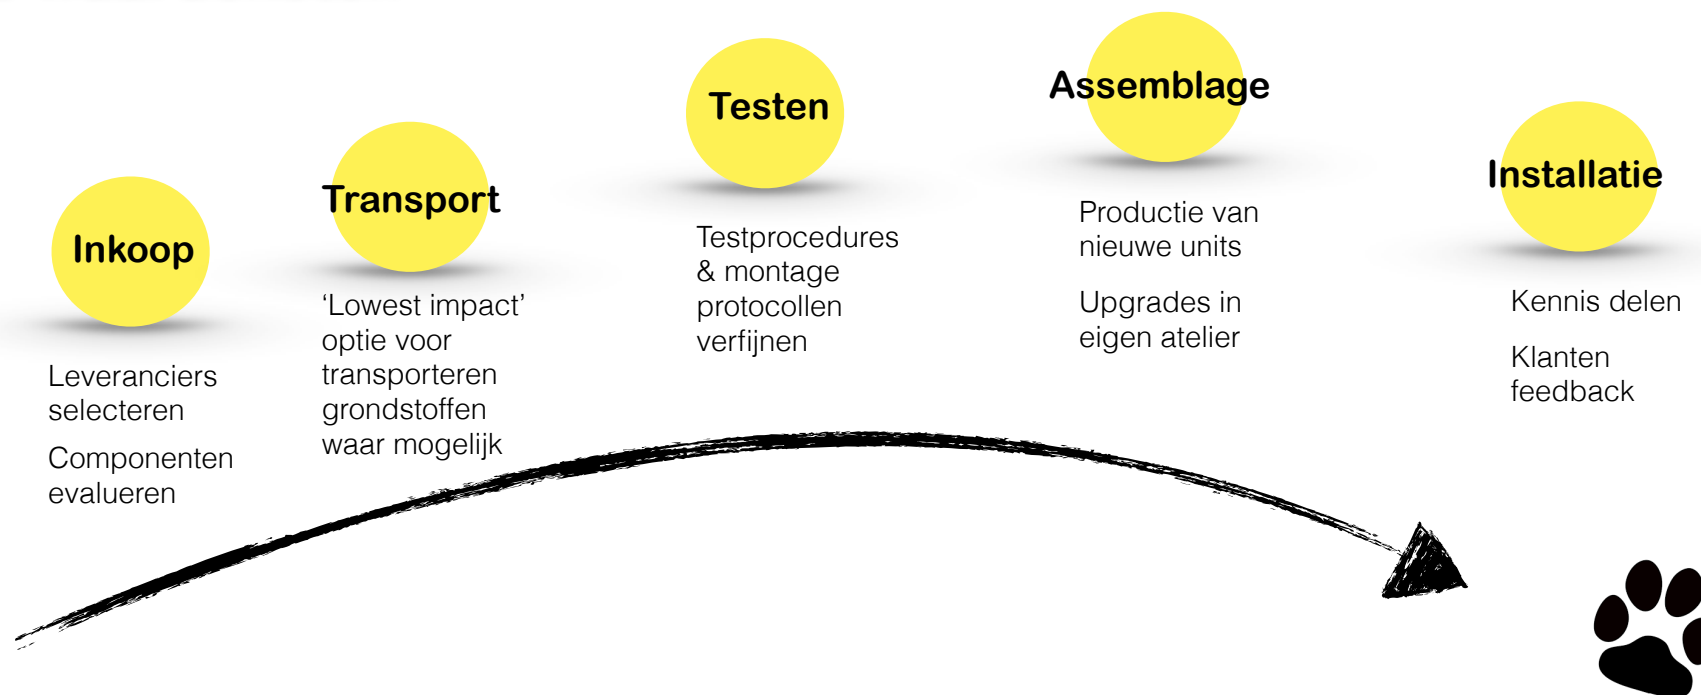 Inkoop
Leveranciers
selecteren
Componenten
evalueren
Transport
‘Lowest impact’
optie voor
transporteren
grondstoffen
waar mogelijk
Testen
Testprocedures
& montage
protocollen
verfijnen
Assemblage
Productie van
nieuwe units
Upgrades in
eigen atelier
Installatie
Kennis delen
Klanten
feedback